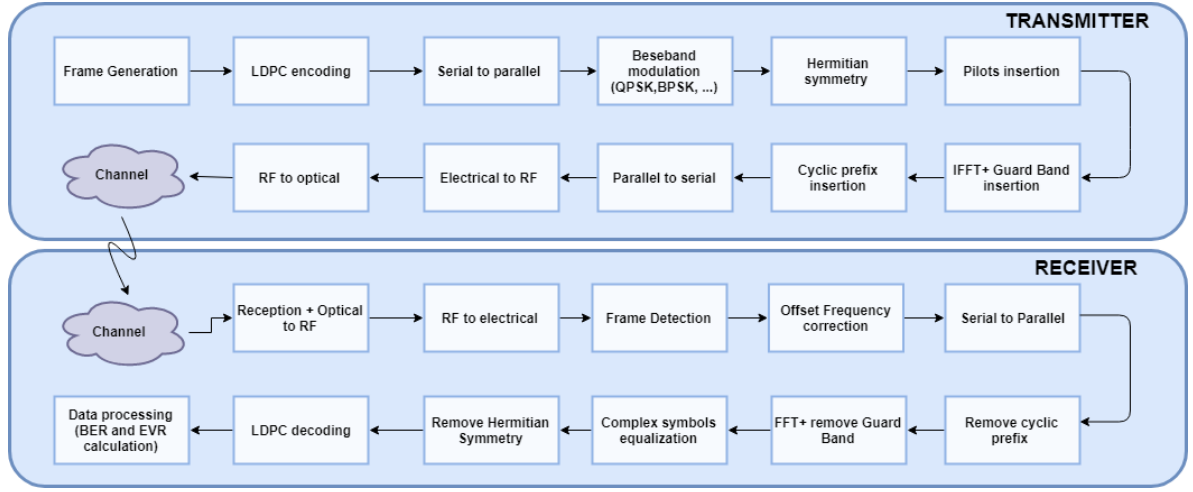 TRANSMITTER
Frame Generation
LDPC encoding
Serial to parallel
Beseband
modulation
(QPSK,BPSK, ...)
Hermitian
symmetry
Pilots insertion
Channel
RF to optical
Electrical to RF
Parallel to serial
Cyclic prefix
insertion
IFFT+ Guard Band
insertion
RECEIVER
Channel
Reception + Optical
to RF
RF to electrical
Frame Detection
Offset Frequency
correction
Serial to Parallel
Data processing
(BER and EVR
calculation)
LDPC decoding
Remove Hermitian
Symmetry
Complex symbols
equalization
FFT+ remove Guard
Band
Remove cyclic
prefix